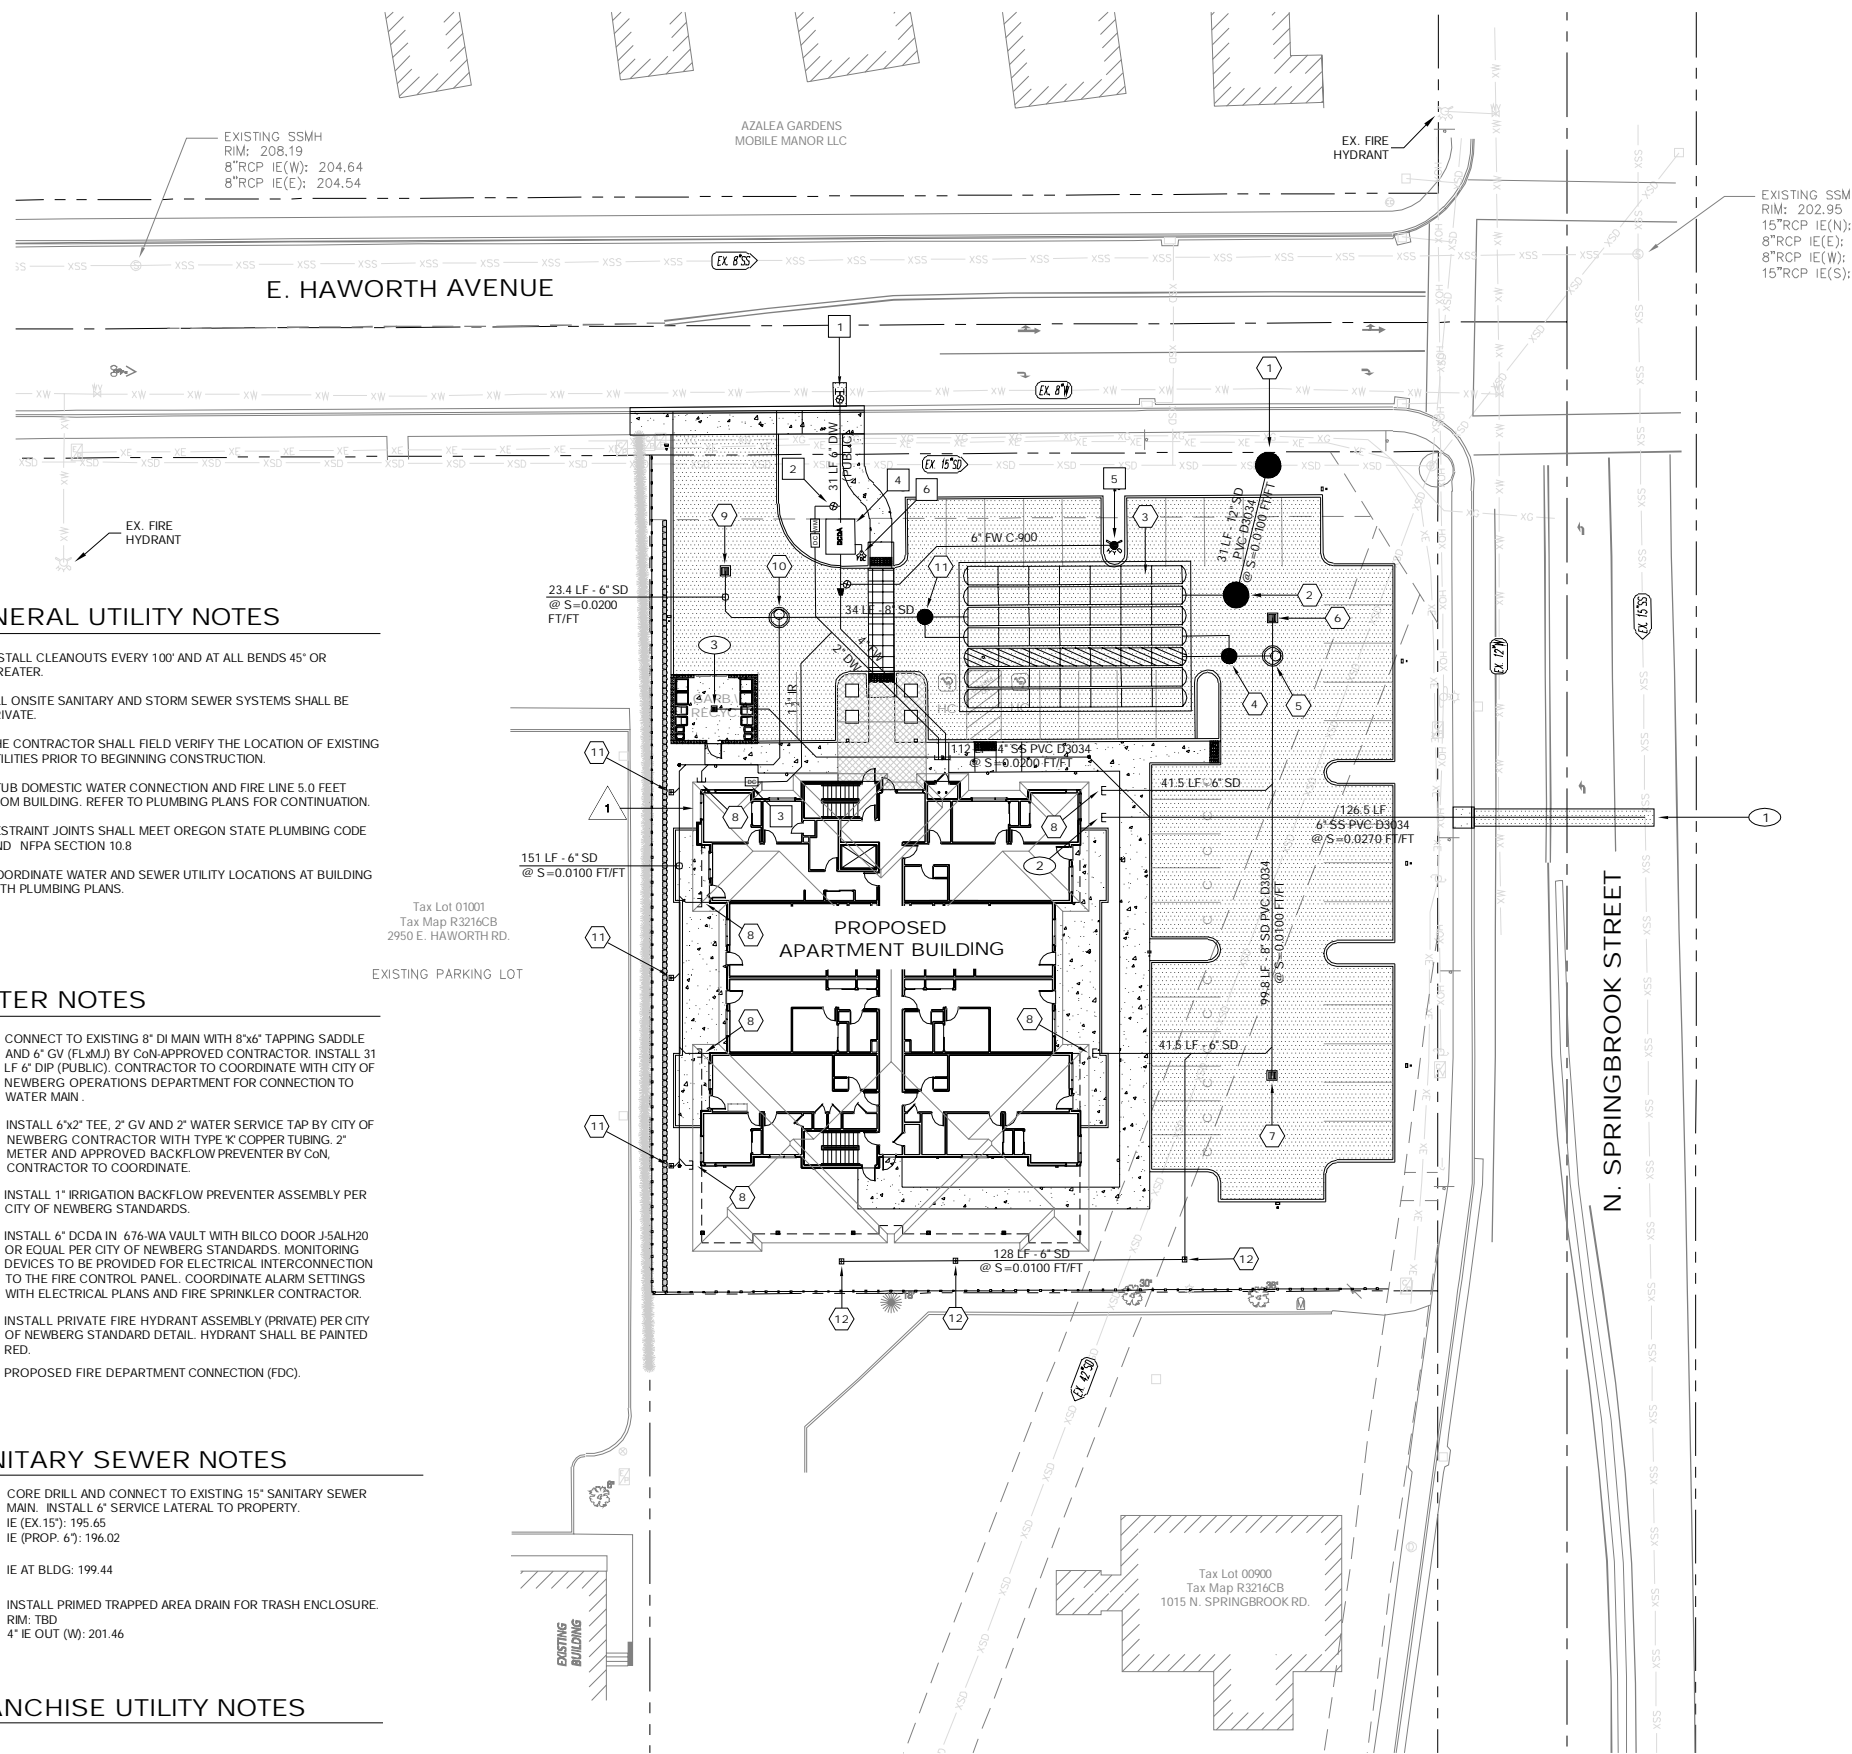 AZALEA GARDENS
MOBILE MANOR LLC
EXISTING SSMH
RIM: 208.19
8"RCP IE(W): 204.64
8"RCP IE(E): 204.54
EX. FIRE
HYDRANT
EXISTING SSM
RIM: 202.95
15"RCP IE(N):
8"RCP IE(E):
8"RCP IE(W):
15"RCP IE(S):
EX. 8"SS
E. HAWORTH AVENUE
EX. 8"W
EX. 15"SD
EX. FIRE
HYDRANT
31 LF 6" DW
(PUBLIC)
DCDA
6" FW C-900
31 LF - 12" SD
PVC D3034
@ S=0.0100 FT/FT
23.4 LF - 6" SD
@ S=0.0200
FT/FT
34 LF - 8" SD
2" DW
HC
HC
112 LF - 4" SS PVC D3034
@ S=0.0200 FT/FT
41.5 LF - 6" SD
126.5 LF
6" SS PVC D3034
@ S=0.0270 FT/FT
151 LF - 6" SD
@ S=0.0100 FT/FT
99.8 LF - 8" SD PVC D3034
@ S=0.0100 FT/FT
41.5 LF - 6" SD
128 LF - 6" SD
@ S=0.0100 FT/FT
PROPOSED
APARTMENT BUILDING
Tax Lot 01001
Tax Map R3216CB
2950 E. HAWORTH RD.
EXISTING PARKING LOT
EX. 12"W
EX. 15"SS
N. SPRINGBROOK STREET
EX. 42"SD
30"
36"
Tax Lot 00900
Tax Map R3216CB
1015 N. SPRINGBROOK RD.
EXISTING
BUILDING
NERAL UTILITY NOTES
STALL CLEANOUTS EVERY 100' AND AT ALL BENDS 45° OR
REATER.
L ONSITE SANITARY AND STORM SEWER SYSTEMS SHALL BE
RIVATE.
HE CONTRACTOR SHALL FIELD VERIFY THE LOCATION OF EXISTING
TILITIES PRIOR TO BEGINNING CONSTRUCTION.
TUB DOMESTIC WATER CONNECTION AND FIRE LINE 5.0 FEET
OM BUILDING. REFER TO PLUMBING PLANS FOR CONTINUATION.
ESTRAINT JOINTS SHALL MEET OREGON STATE PLUMBING CODE
ND NFPA SECTION 10.8
OORDINATE WATER AND SEWER UTILITY LOCATIONS AT BUILDING
TH PLUMBING PLANS.
TER NOTES
CONNECT TO EXISTING 8" DI MAIN WITH 8"x6" TAPPING SADDLE
AND 6" GV (FLxMJ) BY CoN-APPROVED CONTRACTOR. INSTALL 31
LF 6" DIP (PUBLIC). CONTRACTOR TO COORDINATE WITH CITY OF
NEWBERG OPERATIONS DEPARTMENT FOR CONNECTION TO
WATER MAIN .
INSTALL 6"x2" TEE, 2" GV AND 2" WATER SERVICE TAP BY CITY OF
NEWBERG CONTRACTOR WITH TYPE 'K' COPPER TUBING. 2"
METER AND APPROVED BACKFLOW PREVENTER BY CoN,
CONTRACTOR TO COORDINATE.
INSTALL 1" IRRIGATION BACKFLOW PREVENTER ASSEMBLY PER
CITY OF NEWBERG STANDARDS.
INSTALL 6" DCDA IN 676-WA VAULT WITH BILCO DOOR J-5ALH20
OR EQUAL PER CITY OF NEWBERG STANDARDS. MONITORING
DEVICES TO BE PROVIDED FOR ELECTRICAL INTERCONNECTION
TO THE FIRE CONTROL PANEL. COORDINATE ALARM SETTINGS
WITH ELECTRICAL PLANS AND FIRE SPRINKLER CONTRACTOR.
INSTALL PRIVATE FIRE HYDRANT ASSEMBLY (PRIVATE) PER CITY
OF NEWBERG STANDARD DETAIL. HYDRANT SHALL BE PAINTED
RED.
PROPOSED FIRE DEPARTMENT CONNECTION (FDC).
NITARY SEWER NOTES
CORE DRILL AND CONNECT TO EXISTING 15" SANITARY SEWER
MAIN. INSTALL 6" SERVICE LATERAL TO PROPERTY.
IE (EX.15"): 195.65
IE (PROP. 6"): 196.02
IE AT BLDG: 199.44
INSTALL PRIMED TRAPPED AREA DRAIN FOR TRASH ENCLOSURE.
RIM: TBD
4" IE OUT (W): 201.46
ANCHISE UTILITY NOTES